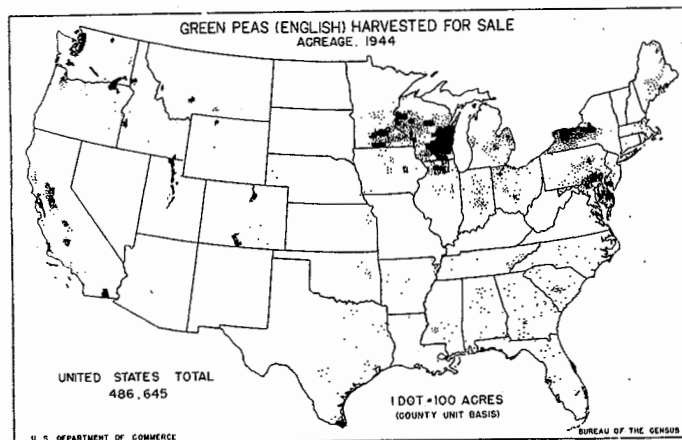 GREEN PEAS (ENGLISH) HARVESTED FOR SALE
ACREAGE, 1944
UNITED STATES TOTAL
486,645
1 DOT = 100 ACRES
(COUNTY UNIT BASIS)
U. S. DEPARTMENT OF COMMERCE
BUREAU OF THE CENSUS